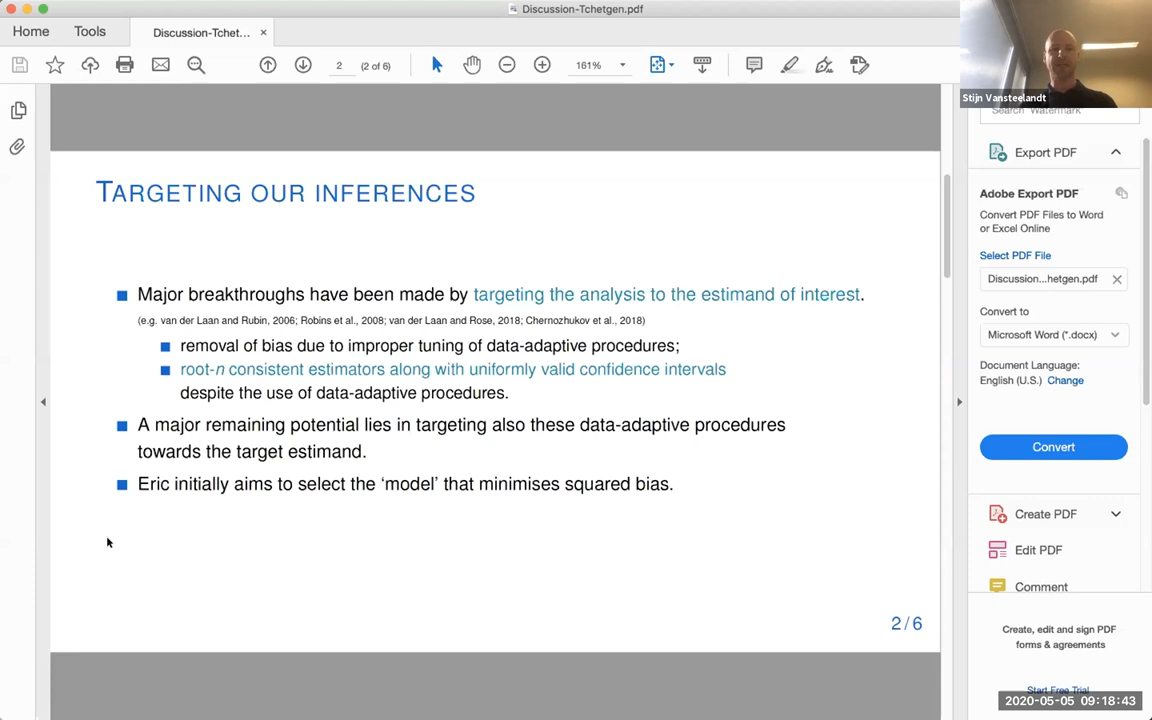 Discussion-Tchetgen.pdf
Home
Tools
Discussion-Tchet...
2
(2 of 6)
161%
Stijn Vansteelandt
Search 'Watermark'
TARGETING OUR INFERENCES
Major breakthroughs have been made by targeting the analysis to the estimand of interest.
(e.g. van der Laan and Rubin, 2006; Robins et al., 2008; van der Laan and Rose, 2018; Chernozhukov et al., 2018)
removal of bias due to improper tuning of data-adaptive procedures;
root-n consistent estimators along with uniformly valid confidence intervals
despite the use of data-adaptive procedures.
A major remaining potential lies in targeting also these data-adaptive procedures
towards the target estimand.
Eric initially aims to select the ‘model’ that minimises squared bias.
2/6
Export PDF
Adobe Export PDF
Convert PDF Files to Word
or Excel Online
Select PDF File
Discussion...hetgen.pdf
Convert to
Microsoft Word (*.docx)
Document Language:
English (U.S.) Change
Convert
Create PDF
Edit PDF
Comment
Create, edit and sign PDF
forms & agreements
Start Free Trial
2020-05-05 09:18:43